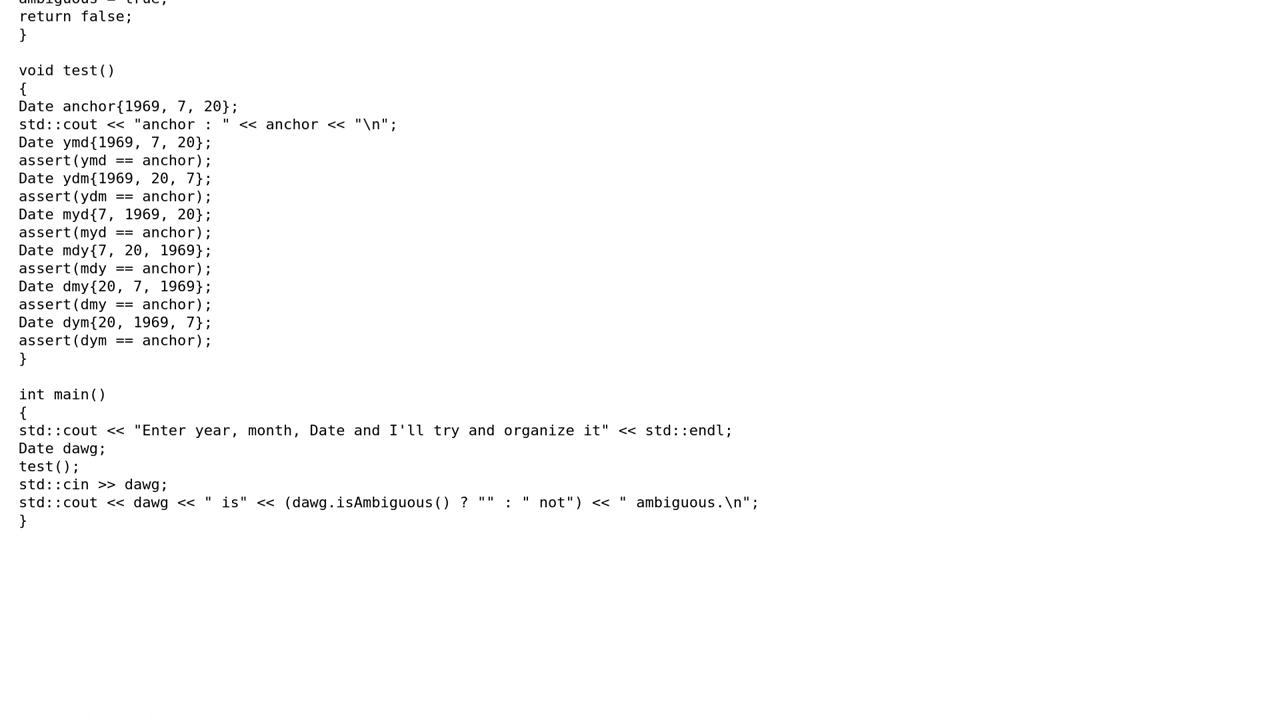 ambiguous = true;
return false;
}

void test()
{
Date anchor{1969, 7, 20};
std::cout << "anchor : " << anchor << "\n";
Date ymd{1969, 7, 20};
assert(ymd == anchor);
Date ydm{1969, 20, 7};
assert(ydm == anchor);
Date myd{7, 1969, 20};
assert(myd == anchor);
Date mdy{7, 20, 1969};
assert(mdy == anchor);
Date dmy{20, 7, 1969};
assert(dmy == anchor);
Date dym{20, 1969, 7};
assert(dym == anchor);
}

int main()
{
std::cout << "Enter year, month, Date and I'll try and organize it" << std::endl;
Date dawg;
test();
std::cin >> dawg;
std::cout << dawg << " is" << (dawg.isAmbiguous() ? "" : " not") << " ambiguous.\n";
}